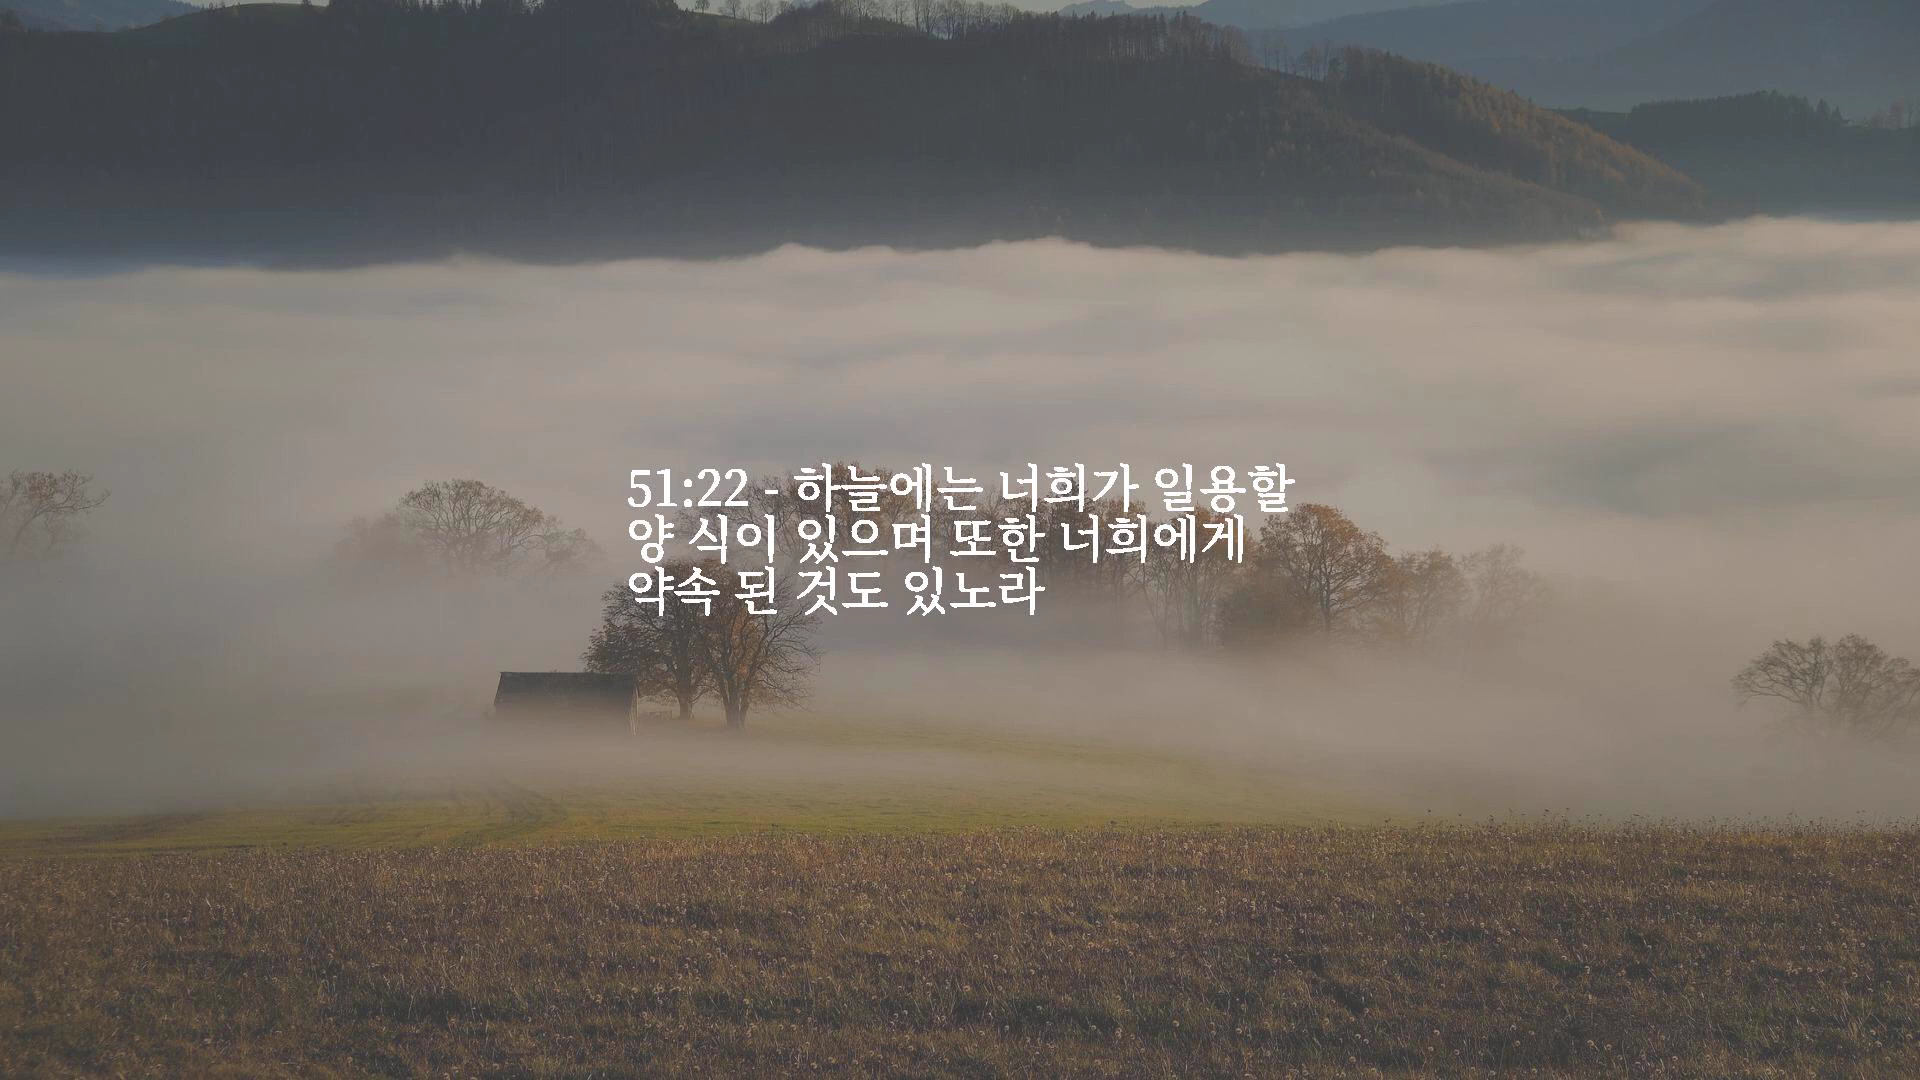 51:22 - 하늘에는 너희가 일용할
양 식이 있으며 또한 너희에게
약속 된 것도 있노라